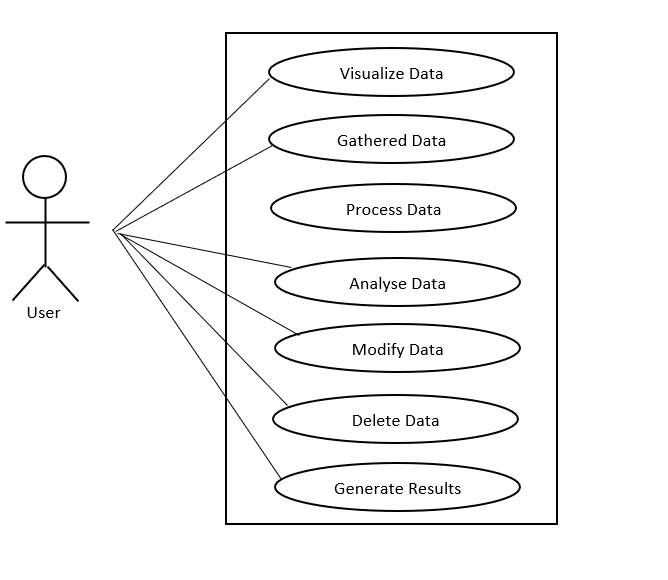 Visualize Data
Gathered Data
Process Data
Analyse Data
Modify Data
Delete Data
Generate Results
User